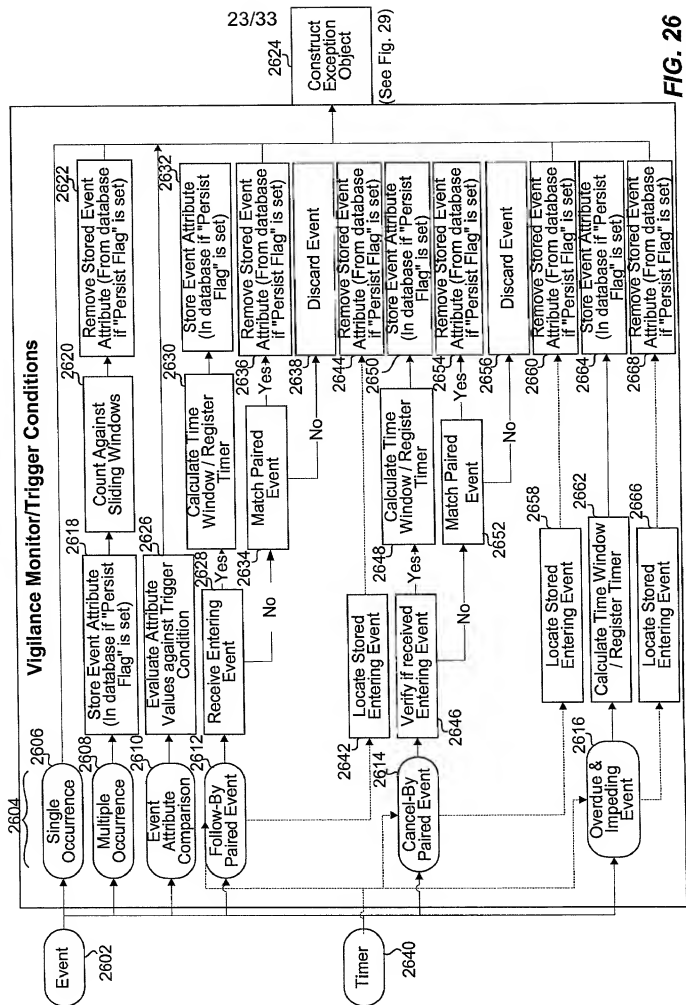 23/33
Vigilance Monitor/Trigger Conditions
Event
2602
Timer
2640
2604
2606
Single
Occurrence
2608
Multiple
Occurrence
2610
Event
Attribute
Comparison
2612
Follow-By
Paired Event
2614
Cancel-By
Paired Event
2616
Overdue &
Impeding
Event
2618
Store Event Attribute
(In database if "Persist
Flag" is set)
2620
Count Against
Sliding Windows
2622
Remove Stored Event
Attribute (From database
if "Persist Flag" is set)
2624
Construct
Exception
Object
(See Fig. 29)
2626
Evaluate Attribute
Values against Trigger
Condition
2628
Receive Entering
Event
Yes
No
2630
Calculate Time
Window / Register
Timer
2632
Store Event Attribute
(In database if "Persist
Flag" is set)
2634
Match Paired
Event
Yes
No
2636
Remove Stored Event
Attribute (From database
if "Persist Flag" is set)
2638
Discard Event
2642
Locate Stored
Entering Event
2644
Remove Stored Event
Attribute (From database
if "Persist Flag" is set)
2646
Verify if received
Entering Event
Yes
No
2648
Calculate Time
Window / Register
Timer
2650
Store Event Attribute
(In database if "Persist
Flag" is set)
2652
Match Paired
Event
Yes
No
2654
Remove Stored Event
Attribute (From database
if "Persist Flag" is set)
2656
Discard Event
2658
Locate Stored
Entering Event
2660
Remove Stored Event
Attribute (From database
if "Persist Flag" is set)
2662
Calculate Time Window
/ Register Timer
2664
Store Event Attribute
(In database if "Persist
Flag" is set)
2666
Locate Stored
Entering Event
2668
Remove Stored Event
Attribute (From database
if "Persist Flag" is set)
FIG. 26